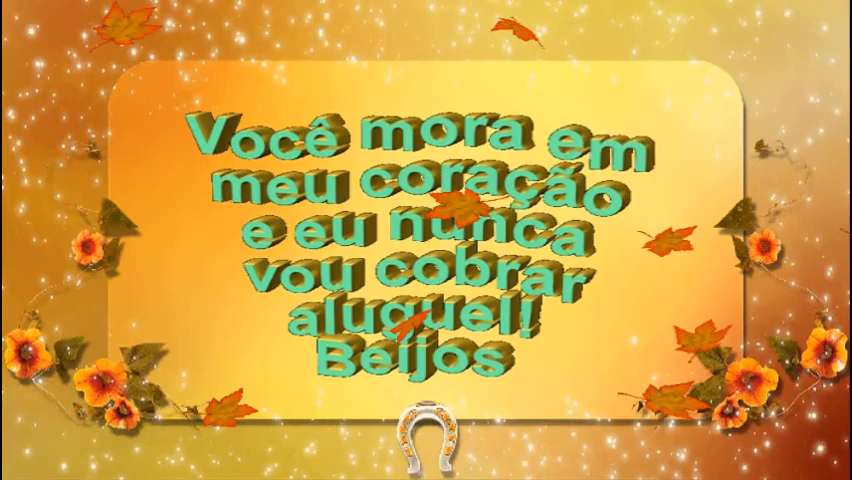 Você mora em
meu coração
e eu nunca
vou cobrar
aluguel!
Beijos